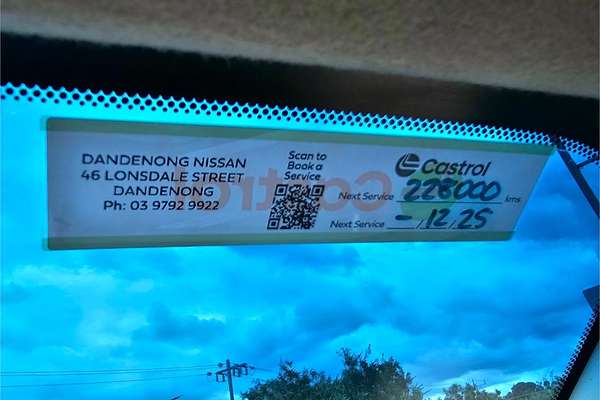 DANDENONG NISSAN
46 LONSDALE STREET
DANDENONG
Ph: 03 9792 9922
Scan to
Book a
Service
Castrol
Next Service 228000 kms
Next Service - / 12 / 25
Castrol